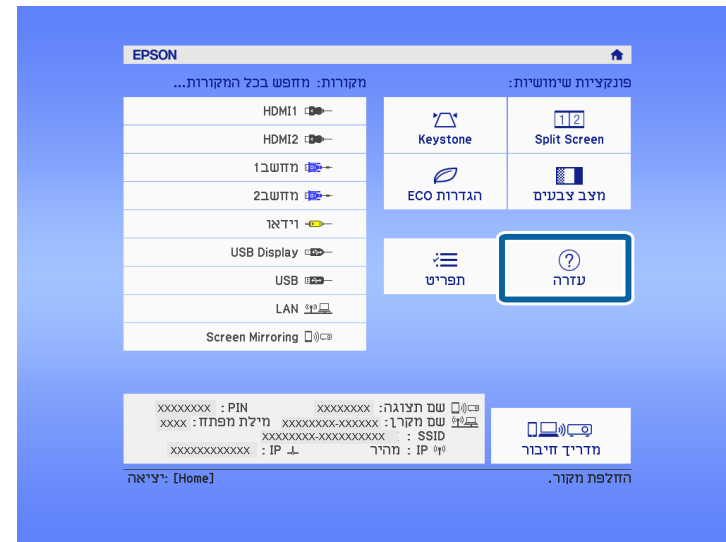 EPSON
פונקציות שימושיות:
Split Screen
Keystone
מצב צבעים
הגדרות ECO
עזרה
תפריט
מקורות: מחפש בכל המקורות...
HDMI1
HDMI2
מחשב1
מחשב2
וידאו
USB Display
USB
LAN
Screen Mirroring
מדריך חיבור
שם תצוגה: xxxxxxxx PIN : xxxxxxxx
שם מקרן: xxxxxxxx-xxxxxx מילת מפתח: xxxx
SSID : xxxxxxxx-xxxxxxxxxx
IP : מהיר IP : xxxxxxxxxxxx
החלפת מקור.
יציאה: [Home]